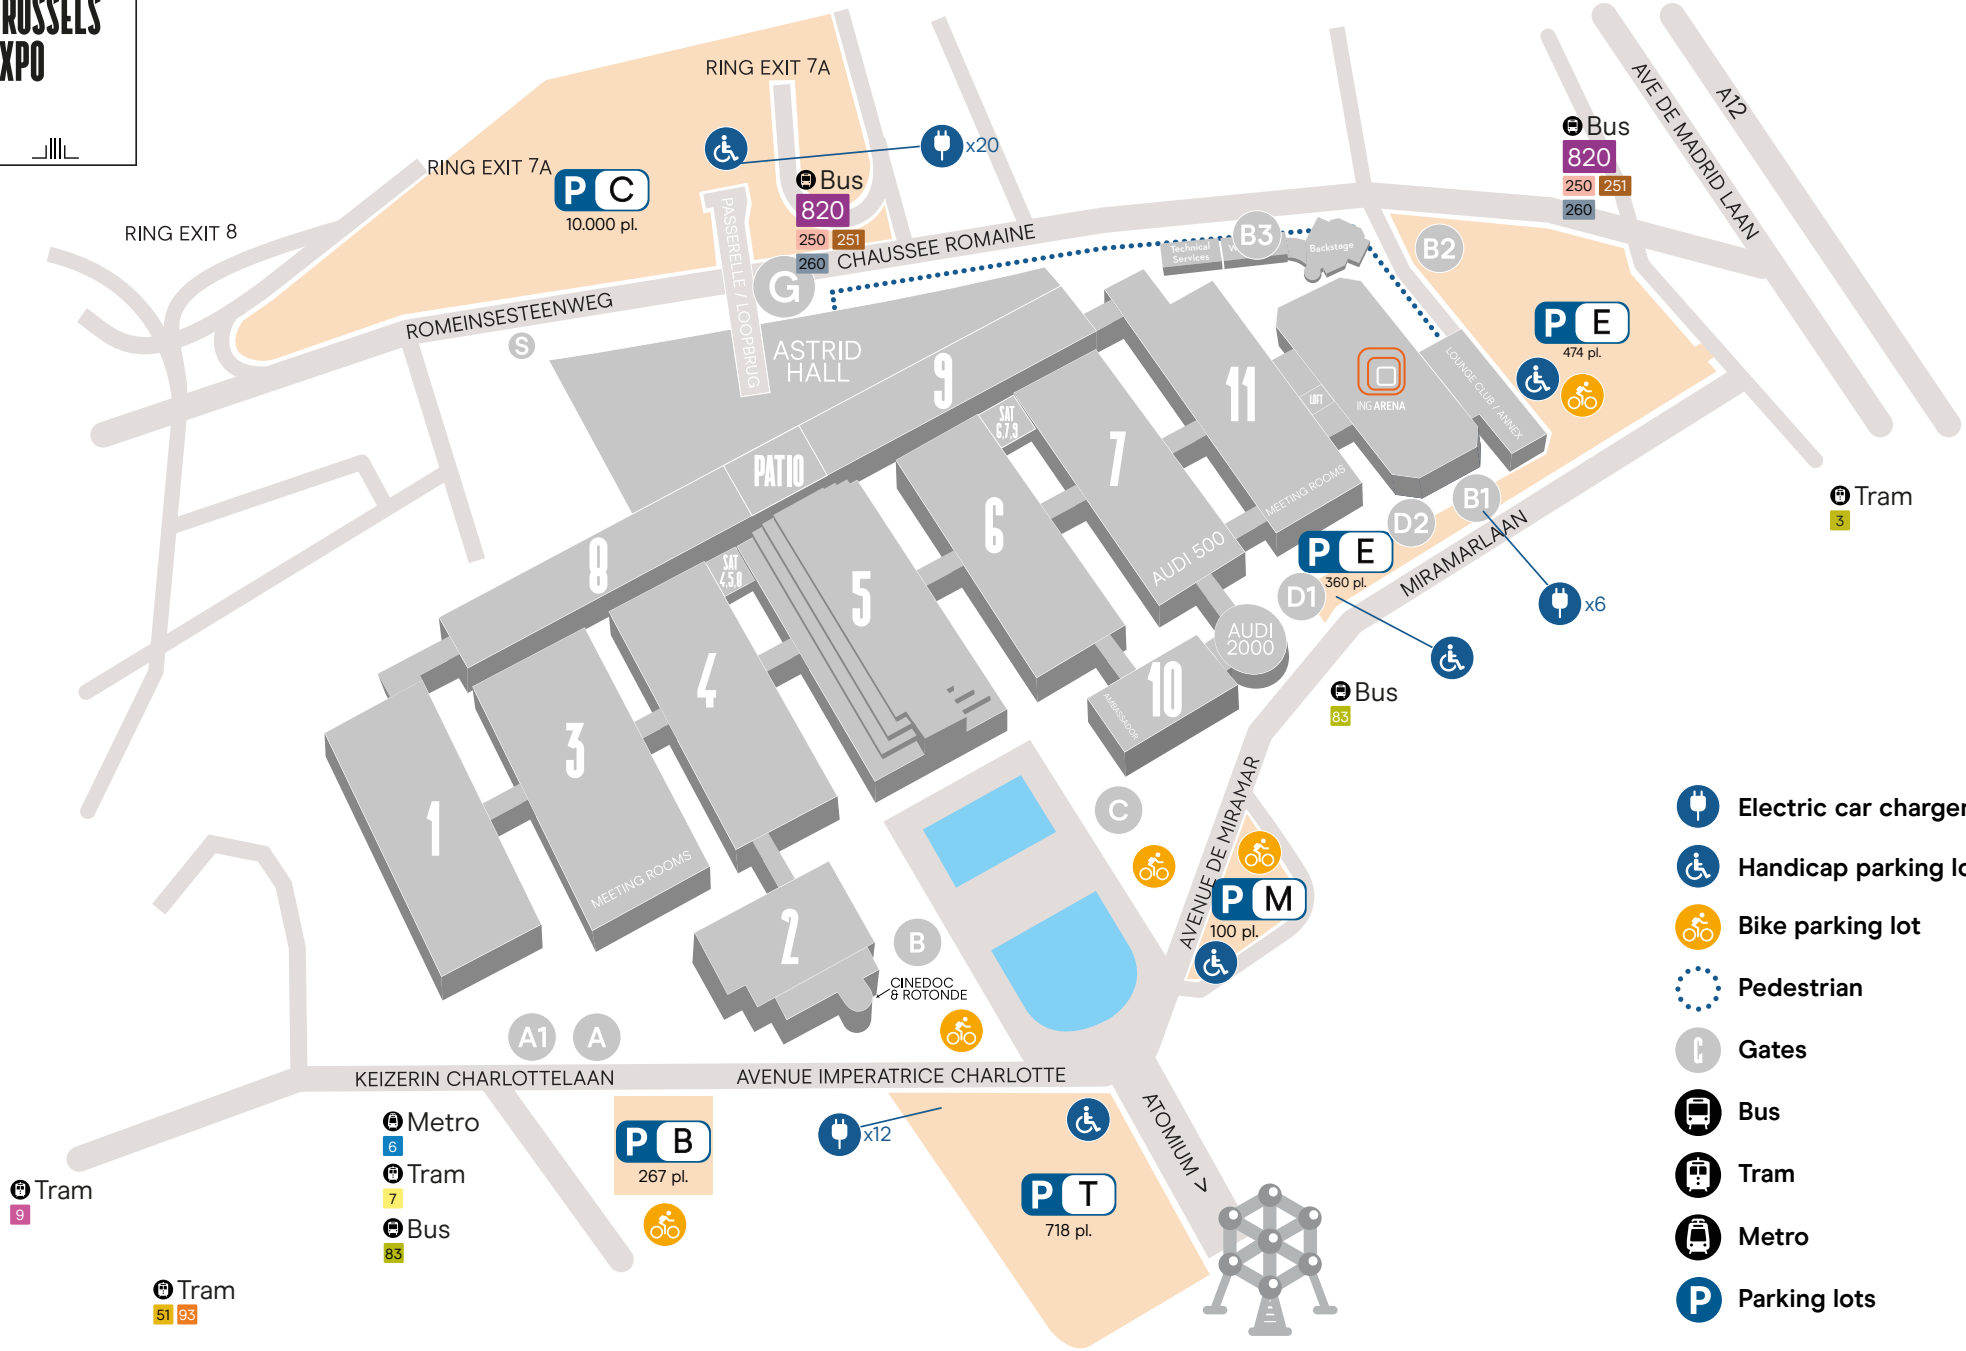 RUSSELS
XPO
RING EXIT 7A
RING EXIT 7A
RING EXIT 8
P C
10.000 pl.
x20
Bus
820
250 251
260
PASSERELLE / LOOPBRUG
G
CHAUSSEE ROMAINE
ROMEINSESTEENWEG
S
ASTRID
HALL
Technical
Services
B3
Backstage
B2
Bus
820
250 251
260
AVE DE MADRID LAAN
A12
P E
474 pl.
LOUNGE CLUB / ANNEX
ING ARENA
LOFT
11
MEETING ROOMS
9
SAT
6,7,9
7
AUDI 500
PATIO
6
8
SAT
4,5,8
5
4
3
MEETING ROOMS
1
2
10
AMBASSADOR
AUDI
2000
B1
D2
P E
360 pl.
D1
MIRAMARLAAN
x6
Tram
3
Bus
83
C
AVENUE DE MIRAMAR
P M
100 pl.
B
CINEDOC
& ROTONDE
A1
A
KEIZERIN CHARLOTTELAAN
AVENUE IMPERATRICE CHARLOTTE
ATOMIUM >
Metro
6
Tram
7
Bus
83
P B
267 pl.
x12
P T
718 pl.
Tram
9
Tram
51 93
Electric car charger
Handicap parking lo
Bike parking lot
Pedestrian
G Gates
Bus
Tram
Metro
P Parking lots